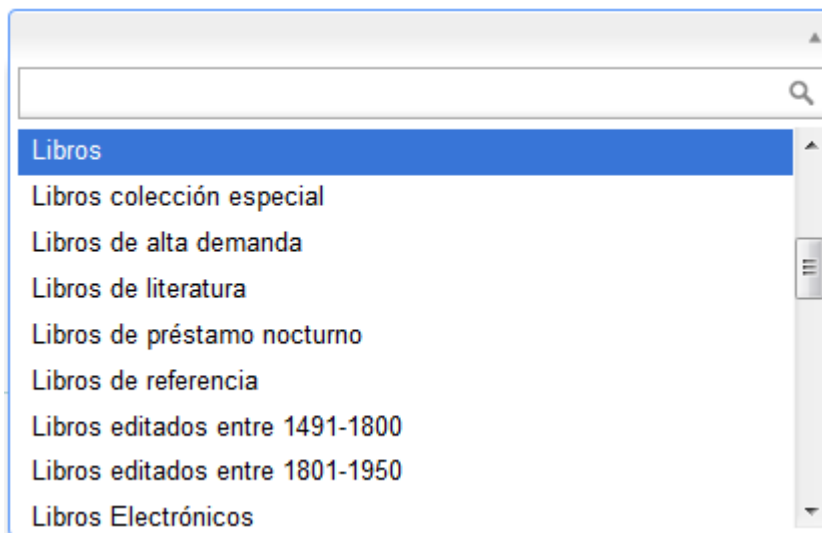 Libros
Libros colección especial
Libros de alta demanda
Libros de literatura
Libros de préstamo nocturno
Libros de referencia
Libros editados entre 1491-1800
Libros editados entre 1801-1950
Libros Electrónicos